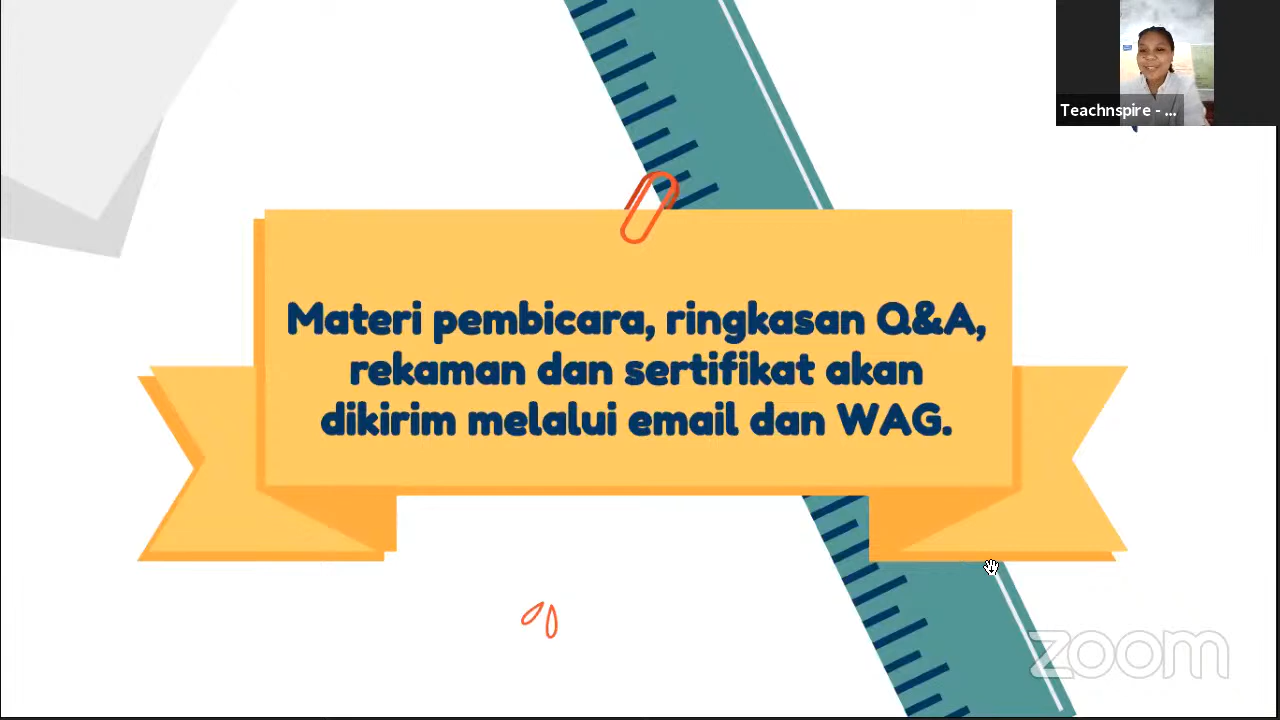 Teachnspire - ...
Materi pembicara, ringkasan Q&A,
rekaman dan sertifikat akan
dikirim melalui email dan WAG.
zoom